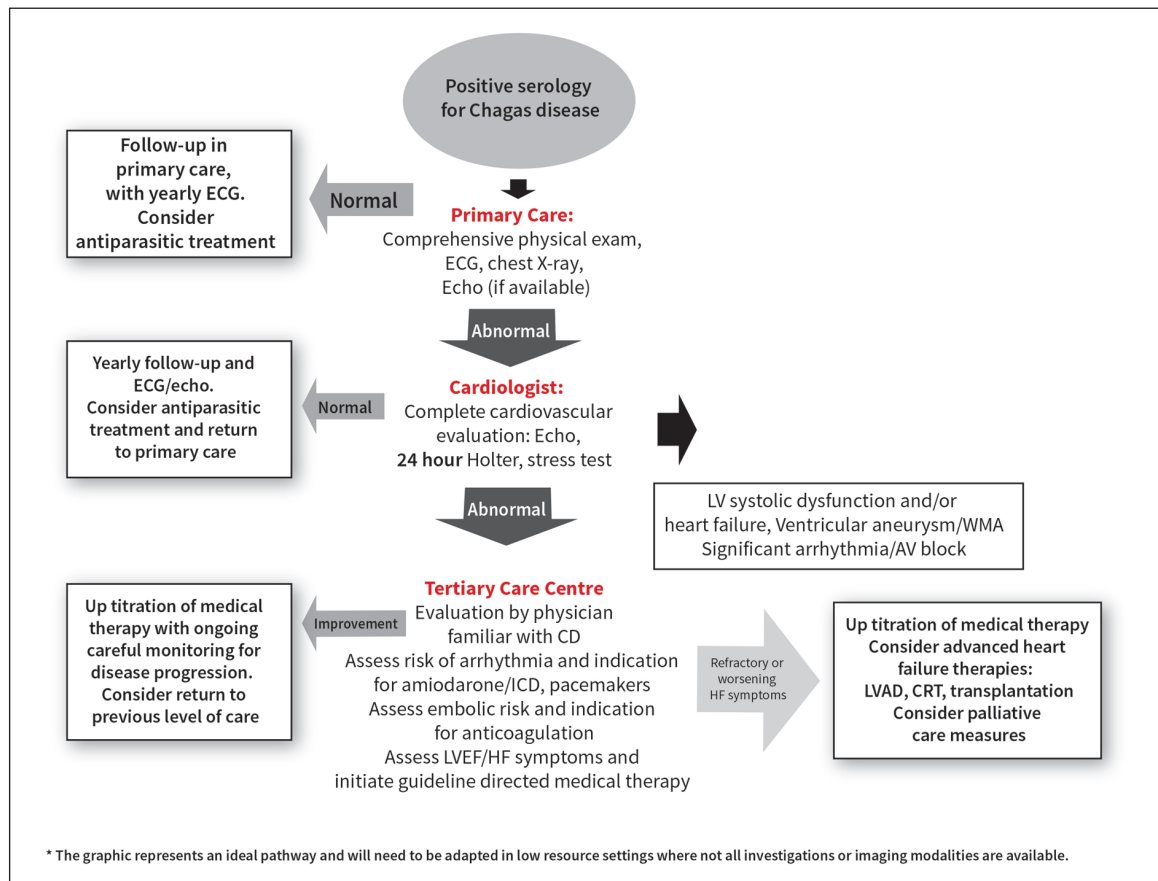 Positive serology
for Chagas disease
Follow-up in
primary care,
with yearly ECG.
Consider
antiparasitic treatment
Normal
Primary Care:
Comprehensive physical exam,
ECG, chest X-ray,
Echo (if available)
Abnormal
Yearly follow-up and
ECG/echo.
Consider antiparasitic
treatment and return
to primary care
Normal
Cardiologist:
Complete cardiovascular
evaluation: Echo,
24 hour Holter, stress test
Abnormal
LV systolic dysfunction and/or
heart failure, Ventricular aneurysm/WMA
Significant arrhythmia/AV block
Up titration of medical
therapy with ongoing
careful monitoring for
disease progression.
Consider return to
previous level of care
Improvement
Tertiary Care Centre
Evaluation by physician
familiar with CD
Assess risk of arrhythmia and indication
for amiodarone/ICD, pacemakers
Assess embolic risk and indication
for anticoagulation
Assess LVEF/HF symptoms and
initiate guideline directed medical therapy
Refractory or
worsening
HF symptoms
Up titration of medical therapy
Consider advanced heart
failure therapies:
LVAD, CRT, transplantation
Consider palliative
care measures
* The graphic represents an ideal pathway and will need to be adapted in low resource settings where not all investigations or imaging modalities are available.